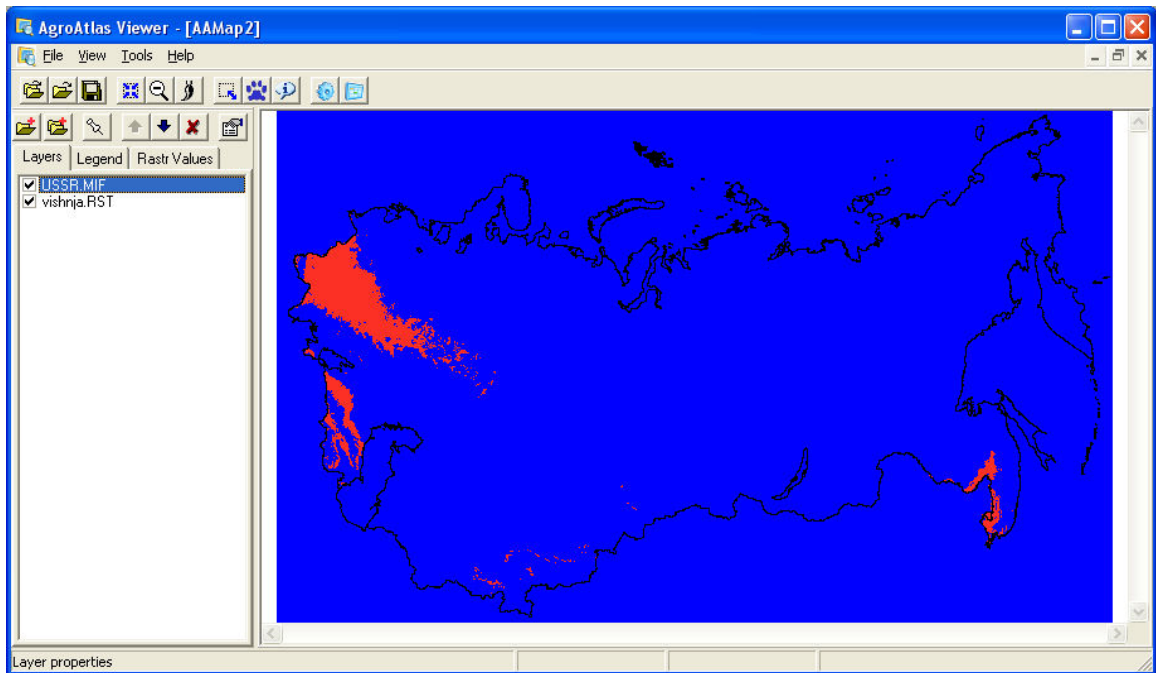 AgroAtlas Viewer - [AAMap2]
File View Tools Help
Layers Legend Rastr Values
USSR.MIF
vishnja.RST
Layer properties